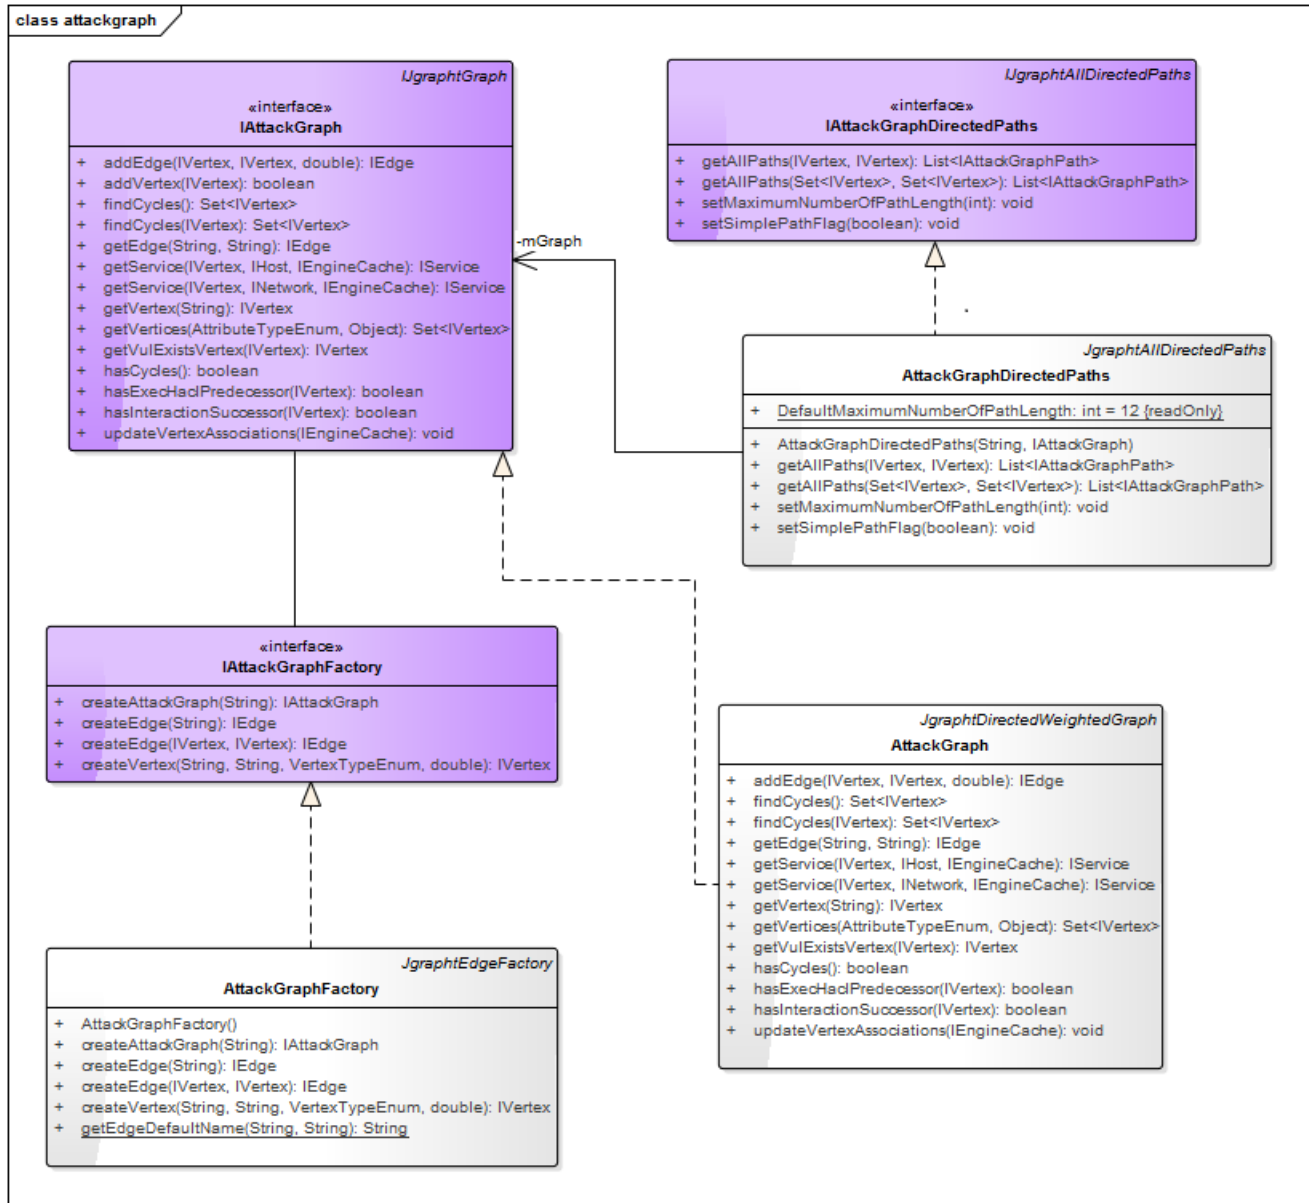 class attackgraph
IJgraphtGraph
«interface»
IAttackGraph
+ addEdge(IVertex, IVertex, double): IEdge
+ addVertex(IVertex): boolean
+ findCycles(): Set<IVertex>
+ findCycles(IVertex): Set<IVertex>
+ getEdge(String, String): IEdge
+ getService(IVertex, IHost, IEngineCache): IService
+ getService(IVertex, INetwork, IEngineCache): IService
+ getVertex(String): IVertex
+ getVertices(AttributeTypeEnum, Object): Set<IVertex>
+ getVulExistsVertex(IVertex): IVertex
+ hasCycles(): boolean
+ hasExecHaclPredecessor(IVertex): boolean
+ hasInteractionSuccessor(IVertex): boolean
+ updateVertexAssociations(IEngineCache): void
IJgraphtAllDirectedPaths
«interface»
IAttackGraphDirectedPaths
+ getAllPaths(IVertex, IVertex): List<IAttackGraphPath>
+ getAllPaths(Set<IVertex>, Set<IVertex>): List<IAttackGraphPath>
+ setMaximumNumberOfPathLength(int): void
+ setSimplePathFlag(boolean): void
-mGraph
JgraphtAllDirectedPaths
AttackGraphDirectedPaths
+ DefaultMaximumNumberOfPathLength: int = 12 {readOnly}
+ AttackGraphDirectedPaths(String, IAttackGraph)
+ getAllPaths(IVertex, IVertex): List<IAttackGraphPath>
+ getAllPaths(Set<IVertex>, Set<IVertex>): List<IAttackGraphPath>
+ setMaximumNumberOfPathLength(int): void
+ setSimplePathFlag(boolean): void
«interface»
IAttackGraphFactory
+ createAttackGraph(String): IAttackGraph
+ createEdge(String): IEdge
+ createEdge(IVertex, IVertex): IEdge
+ createVertex(String, String, VertexTypeEnum, double): IVertex
JgraphtDirectedWeightedGraph
AttackGraph
+ addEdge(IVertex, IVertex, double): IEdge
+ findCycles(): Set<IVertex>
+ findCycles(IVertex): Set<IVertex>
+ getEdge(String, String): IEdge
+ getService(IVertex, IHost, IEngineCache): IService
+ getService(IVertex, INetwork, IEngineCache): IService
+ getVertex(String): IVertex
+ getVertices(AttributeTypeEnum, Object): Set<IVertex>
+ getVulExistsVertex(IVertex): IVertex
+ hasCycles(): boolean
+ hasExecHaclPredecessor(IVertex): boolean
+ hasInteractionSuccessor(IVertex): boolean
+ updateVertexAssociations(IEngineCache): void
JgraphtEdgeFactory
AttackGraphFactory
+ AttackGraphFactory()
+ createAttackGraph(String): IAttackGraph
+ createEdge(String): IEdge
+ createEdge(IVertex, IVertex): IEdge
+ createVertex(String, String, VertexTypeEnum, double): IVertex
+ getEdgeDefaultName(String, String): String